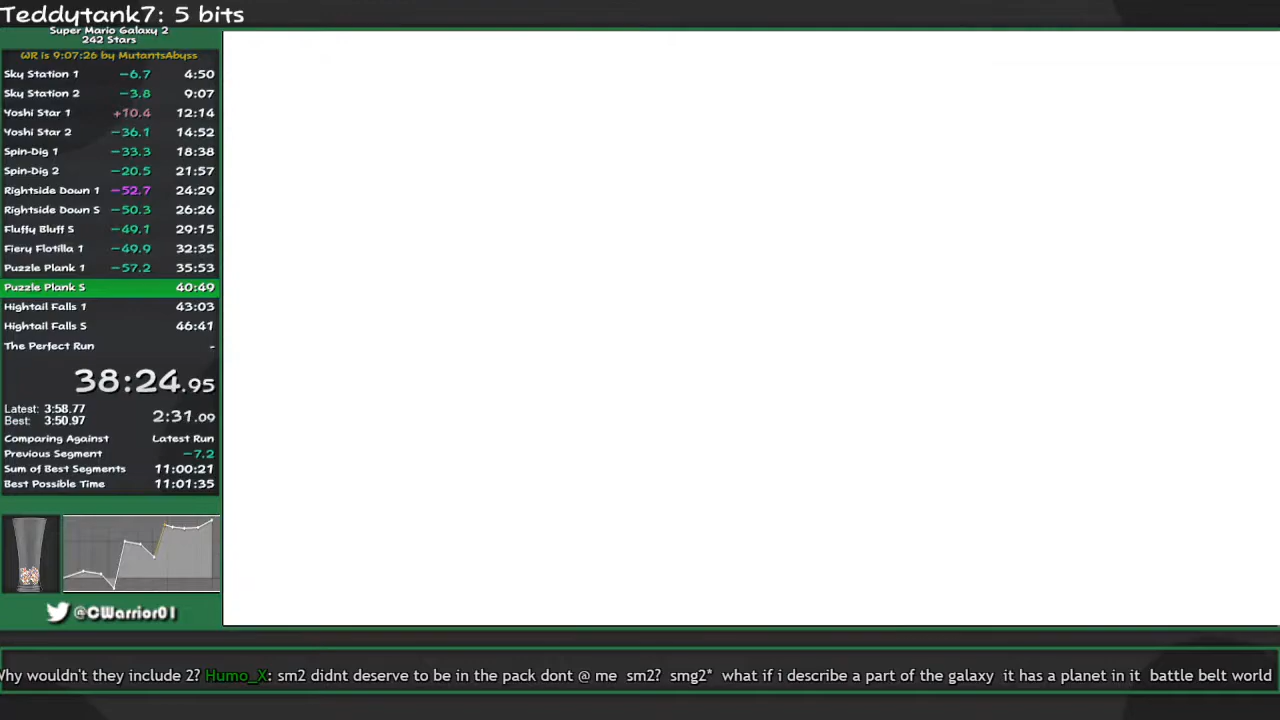 Teddytank7: 5 bits
Super Mario Galaxy 2
242 Stars
WR is 9:07:26 by MutantsAbyss
Sky Station 1 −6.7 4:50
Sky Station 2 −3.8 9:07
Yoshi Star 1 +10.4 12:14
Yoshi Star 2 −36.1 14:52
Spin-Dig 1 −33.3 18:38
Spin-Dig 2 −20.5 21:57
Rightside Down 1 −52.7 24:29
Rightside Down S −50.3 26:26
Fluffy Bluff S −49.1 29:15
Fiery Flotilla 1 −49.9 32:35
Puzzle Plank 1 −57.2 35:53
Puzzle Plank S 40:49
Hightail Falls 1 43:03
Hightail Falls S 46:41
The Perfect Run -
38:24.95
Latest: 3:58.77
Best: 3:50.97 2:31.09
Comparing Against Latest Run
Previous Segment −7.2
Sum of Best Segments 11:00:21
Best Possible Time 11:01:35
@CWarrior01
Why wouldn't they include 2? Humo_X: sm2 didnt deserve to be in the pack dont @ me sm2? smg2* what if i describe a part of the galaxy it has a planet in it battle belt world